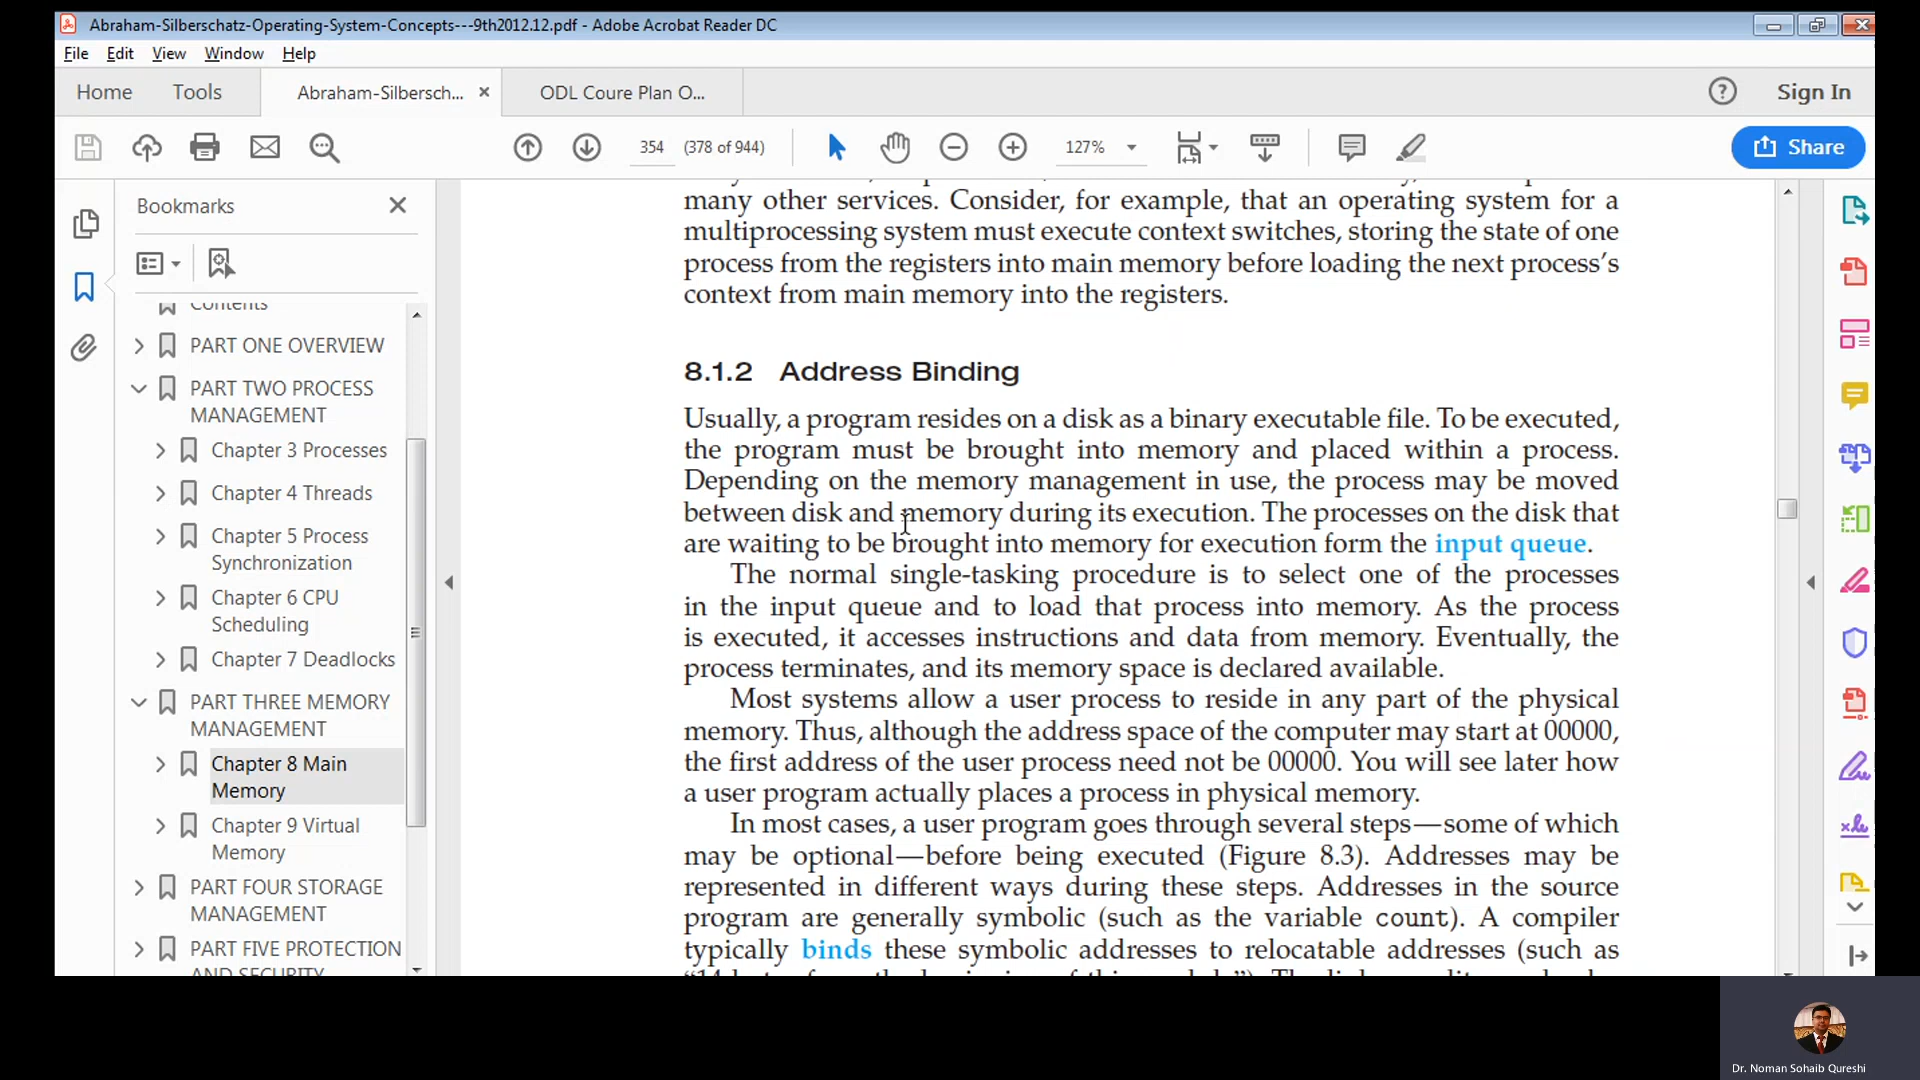 Abraham-Silberschatz-Operating-System-Concepts---9th2012.12.pdf - Adobe Acrobat Reader DC
File Edit View Window Help
Home Tools Abraham-Silbersch... ODL Coure Plan O... Sign In
354 (378 of 944) 127% Share
Bookmarks
Contents
PART ONE OVERVIEW
PART TWO PROCESS
MANAGEMENT
Chapter 3 Processes
Chapter 4 Threads
Chapter 5 Process
Synchronization
Chapter 6 CPU
Scheduling
Chapter 7 Deadlocks
PART THREE MEMORY
MANAGEMENT
Chapter 8 Main
Memory
Chapter 9 Virtual
Memory
PART FOUR STORAGE
MANAGEMENT
PART FIVE PROTECTION
AND SECURITY
many other services. Consider, for example, that an operating system for a
multiprocessing system must execute context switches, storing the state of one
process from the registers into main memory before loading the next process's
context from main memory into the registers.
8.1.2 Address Binding
Usually, a program resides on a disk as a binary executable file. To be executed,
the program must be brought into memory and placed within a process.
Depending on the memory management in use, the process may be moved
between disk and memory during its execution. The processes on the disk that
are waiting to be brought into memory for execution form the input queue.
The normal single-tasking procedure is to select one of the processes
in the input queue and to load that process into memory. As the process
is executed, it accesses instructions and data from memory. Eventually, the
process terminates, and its memory space is declared available.
Most systems allow a user process to reside in any part of the physical
memory. Thus, although the address space of the computer may start at 00000,
the first address of the user process need not be 00000. You will see later how
a user program actually places a process in physical memory.
In most cases, a user program goes through several steps—some of which
may be optional—before being executed (Figure 8.3). Addresses may be
represented in different ways during these steps. Addresses in the source
program are generally symbolic (such as the variable count). A compiler
typically binds these symbolic addresses to relocatable addresses (such as
Dr. Noman Sohaib Qureshi